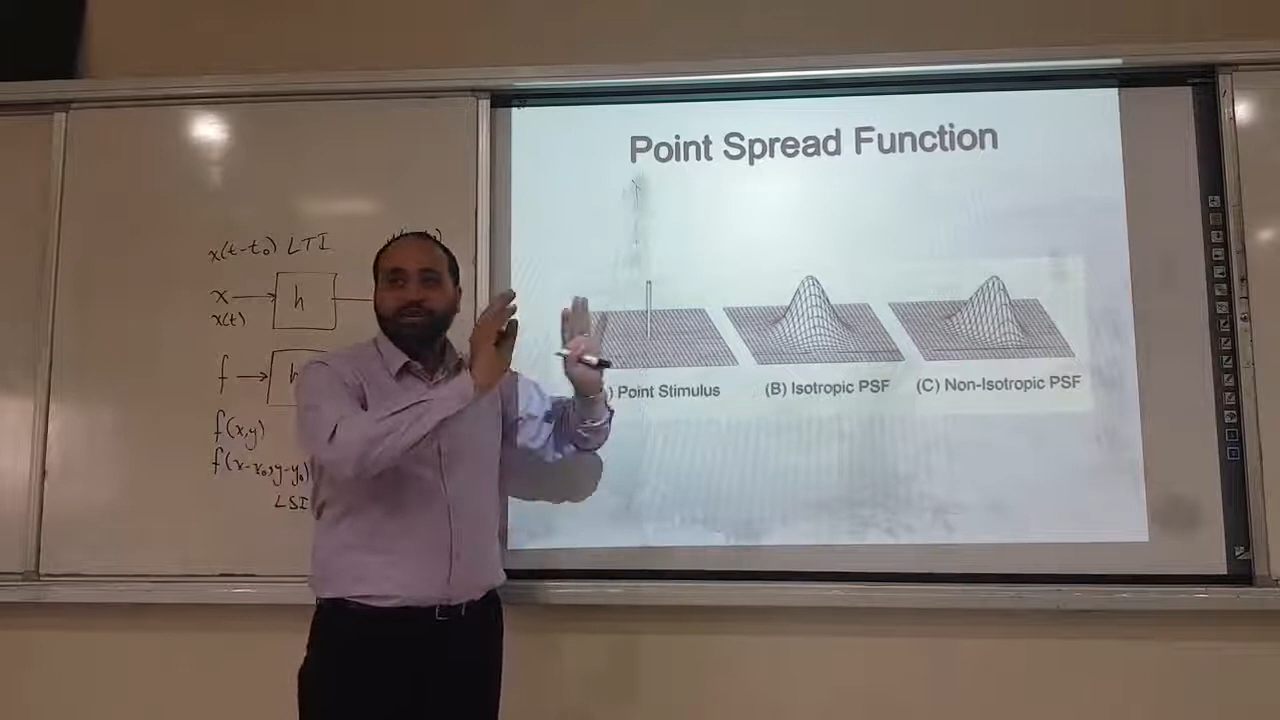 x(t-t₀) LTI
x
h
x(t)
f
h
f(x,y)
f(x-x₀,y-y₀)
LSI
Point Spread Function
) Point Stimulus
(B) Isotropic PSF
(C) Non-Isotropic PSF